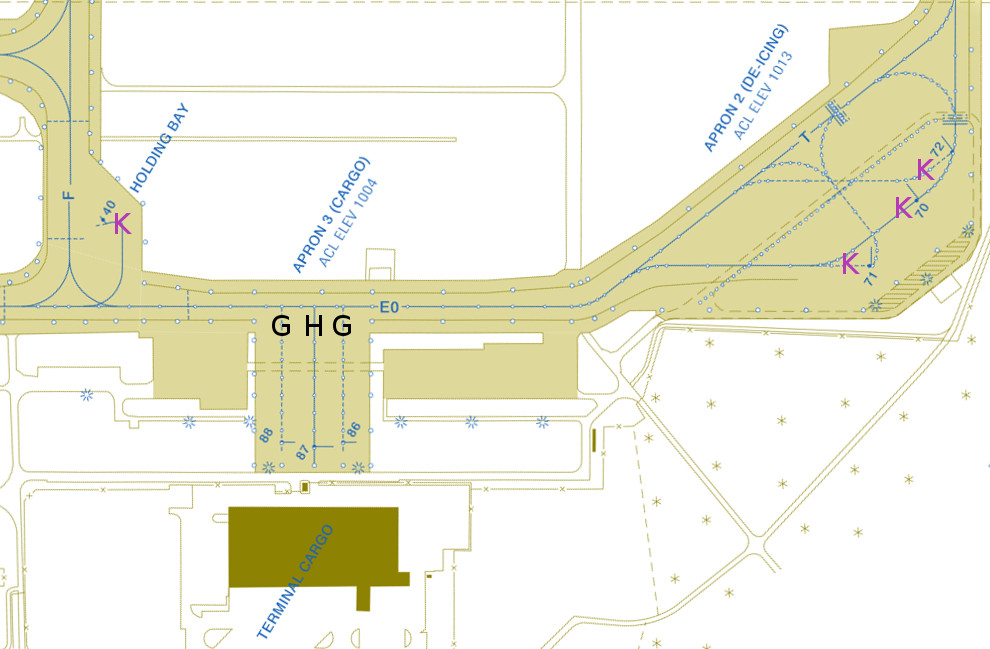 APRON 2 (DE-ICING)
ACL ELEV 1013
HOLDING BAY
T
72
K
F
40
K
APRON 3 (CARGO)
ACL ELEV 1004
K
70
K
71
E0
G H G
88
87
86
TERMINAL CARGO